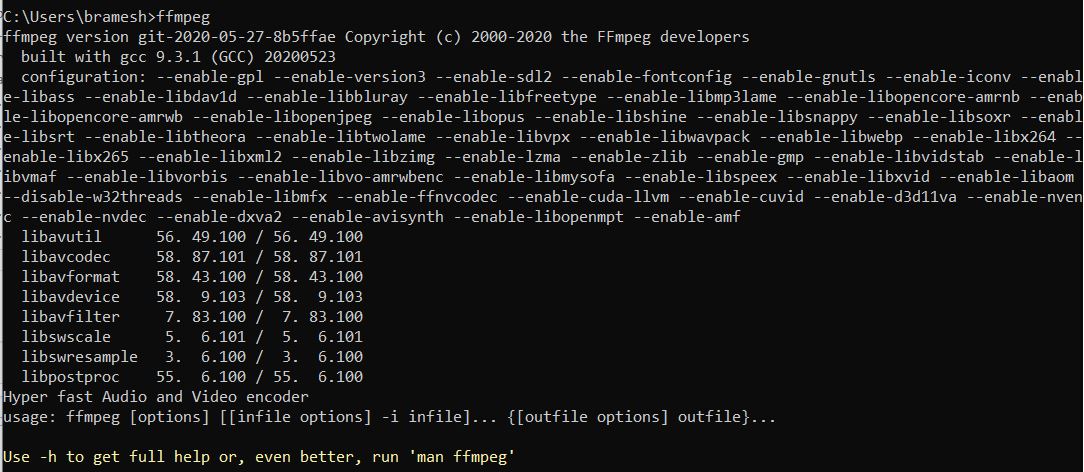 C:\Users\bramesh>ffmpeg
ffmpeg version git-2020-05-27-8b5ffae Copyright (c) 2000-2020 the FFmpeg developers
  built with gcc 9.3.1 (GCC) 20200523
  configuration: --enable-gpl --enable-version3 --enable-sdl2 --enable-fontconfig --enable-gnutls --enable-iconv --enabl
e-libass --enable-libdav1d --enable-libbluray --enable-libfreetype --enable-libmp3lame --enable-libopencore-amrnb --enab
le-libopencore-amrwb --enable-libopenjpeg --enable-libopus --enable-libshine --enable-libsnappy --enable-libsoxr --enabl
e-libsrt --enable-libtheora --enable-libtwolame --enable-libvpx --enable-libwavpack --enable-libwebp --enable-libx264 --
enable-libx265 --enable-libxml2 --enable-libzimg --enable-lzma --enable-zlib --enable-gmp --enable-libvidstab --enable-l
ibvmaf --enable-libvorbis --enable-libvo-amrwbenc --enable-libmysofa --enable-libspeex --enable-libxvid --enable-libaom
--disable-w32threads --enable-libmfx --enable-ffnvcodec --enable-cuda-llvm --enable-cuvid --enable-d3d11va --enable-nven
c --enable-nvdec --enable-dxva2 --enable-avisynth --enable-libopenmpt --enable-amf
  libavutil      56. 49.100 / 56. 49.100
  libavcodec     58. 87.101 / 58. 87.101
  libavformat    58. 43.100 / 58. 43.100
  libavdevice    58.  9.103 / 58.  9.103
  libavfilter     7. 83.100 /  7. 83.100
  libswscale      5.  6.101 /  5.  6.101
  libswresample   3.  6.100 /  3.  6.100
  libpostproc    55.  6.100 / 55.  6.100
Hyper fast Audio and Video encoder
usage: ffmpeg [options] [[infile options] -i infile]... {[outfile options] outfile}...
Use -h to get full help or, even better, run 'man ffmpeg'